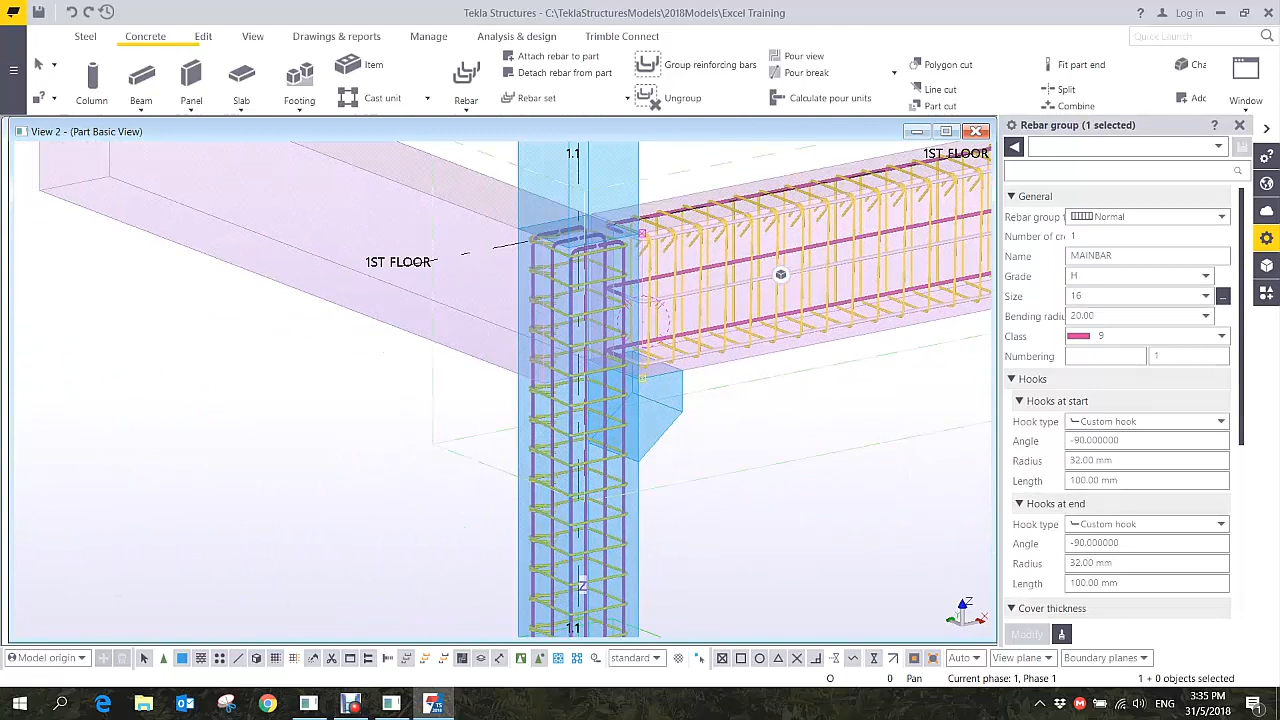 Tekla Structures - C:\TeklaStructuresModels\2018Models\Excel Training
Log in
Steel Concrete Edit View Drawings & reports Manage Analysis & design Trimble Connect
Quick Launch
Column Beam Panel Slab Footing
Item
Cast unit
Rebar
Attach rebar to part
Detach rebar from part
Rebar set
Group reinforcing bars
Ungroup
Pour view
Pour break
Calculate pour units
Polygon cut
Line cut
Part cut
Fit part end
Split
Combine
Cha
Adc
Window
View 2 - (Part Basic View)
1.1
1ST FLOOR
1ST FLOOR
Z
1.1
Z
Rebar group (1 selected)
General
Rebar group t Normal
Number of cr 1
Name MAINBAR
Grade H
Size 16
Bending radiu 20.00
Class 9
Numbering 1
Hooks
Hooks at start
Hook type Custom hook
Angle -90.000000
Radius 32.00 mm
Length 100.00 mm
Hooks at end
Hook type Custom hook
Angle -90.000000
Radius 32.00 mm
Length 100.00 mm
Cover thickness
Modify
Model origin standard Auto View plane Boundary planes
O 0 Pan Current phase: 1, Phase 1 1 + 0 objects selected
ENG
3:35 PM
31/5/2018